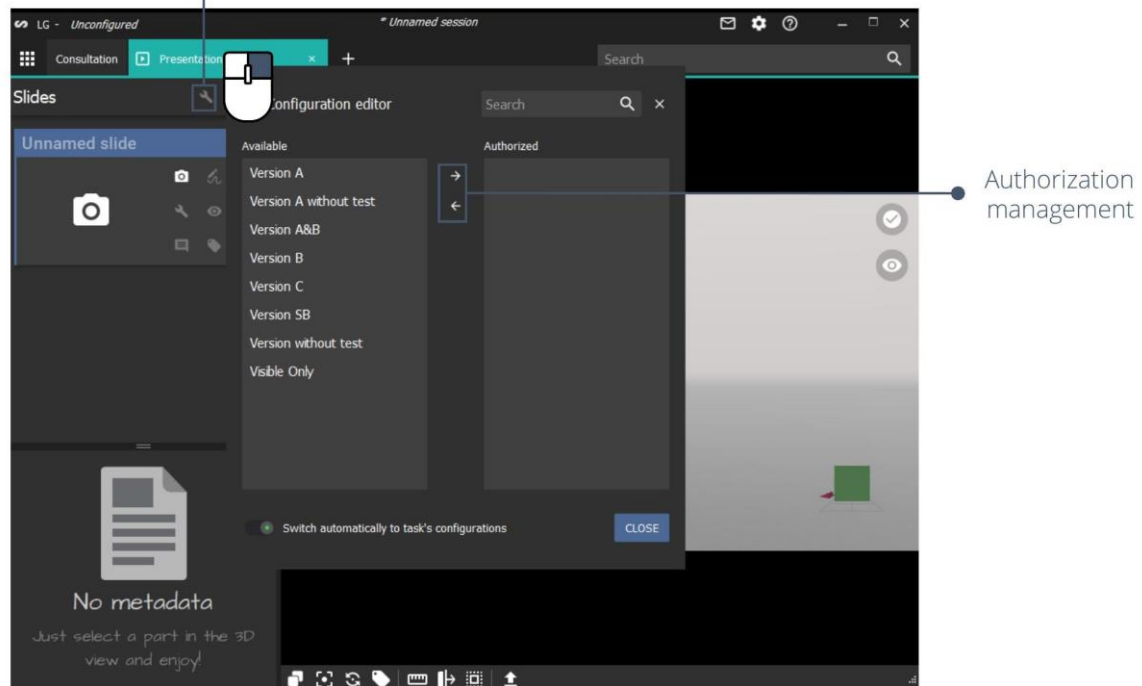 LG - Unconfigured
* Unnamed session
Consultation
Presentation
Search
Slides
Configuration editor
Search
Unnamed slide
Available
Authorized
Version A
Version A without test
Version A&B
Version B
Version C
Version SB
Version without test
Visible Only
Authorization
management
Switch automatically to task's configurations
CLOSE
No metadata
Just select a part in the 3D
view and enjoy!